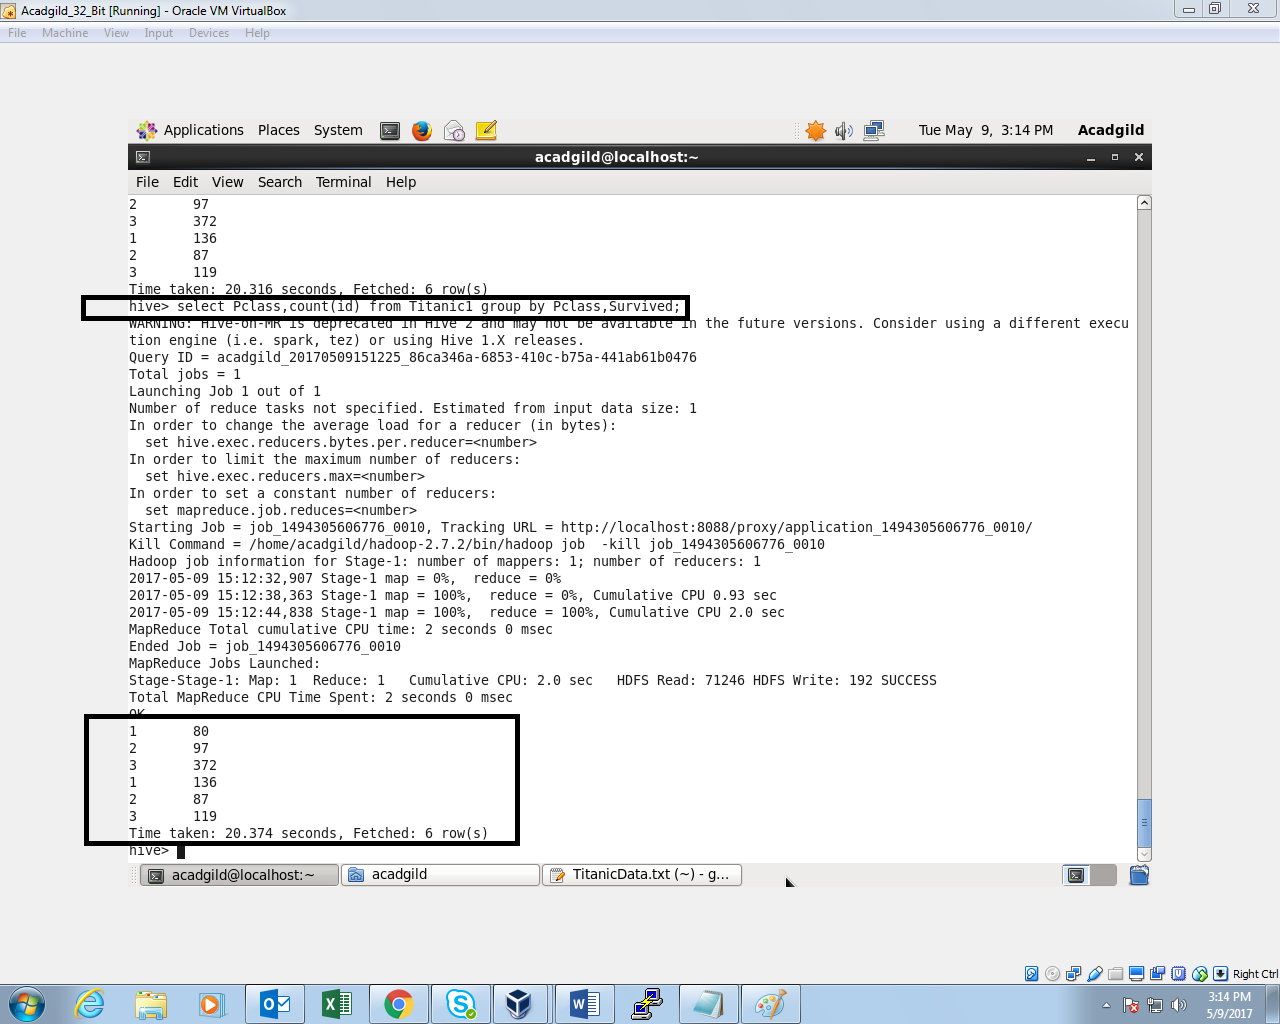 Acadgild_32_Bit [Running] - Oracle VM VirtualBox
File Machine View Input Devices Help
Applications Places System Tue May 9, 3:14 PM Acadgild
acadgild@localhost:~
File Edit View Search Terminal Help
2 97
3 372
1 136
2 87
3 119
Time taken: 20.316 seconds, Fetched: 6 row(s)
hive> select Pclass,count(id) from Titanic1 group by Pclass,Survived;
WARNING: Hive-on-MR is deprecated in Hive 2 and may not be available in the future versions. Consider using a different execu
tion engine (i.e. spark, tez) or using Hive 1.X releases.
Query ID = acadgild_20170509151225_86ca346a-6853-410c-b75a-441ab61b0476
Total jobs = 1
Launching Job 1 out of 1
Number of reduce tasks not specified. Estimated from input data size: 1
In order to change the average load for a reducer (in bytes):
  set hive.exec.reducers.bytes.per.reducer=<number>
In order to limit the maximum number of reducers:
  set hive.exec.reducers.max=<number>
In order to set a constant number of reducers:
  set mapreduce.job.reduces=<number>
Starting Job = job_1494305606776_0010, Tracking URL = http://localhost:8088/proxy/application_1494305606776_0010/
Kill Command = /home/acadgild/hadoop-2.7.2/bin/hadoop job  -kill job_1494305606776_0010
Hadoop job information for Stage-1: number of mappers: 1; number of reducers: 1
2017-05-09 15:12:32,907 Stage-1 map = 0%,  reduce = 0%
2017-05-09 15:12:38,363 Stage-1 map = 100%,  reduce = 0%, Cumulative CPU 0.93 sec
2017-05-09 15:12:44,838 Stage-1 map = 100%,  reduce = 100%, Cumulative CPU 2.0 sec
MapReduce Total cumulative CPU time: 2 seconds 0 msec
Ended Job = job_1494305606776_0010
MapReduce Jobs Launched:
Stage-Stage-1: Map: 1  Reduce: 1   Cumulative CPU: 2.0 sec   HDFS Read: 71246 HDFS Write: 192 SUCCESS
Total MapReduce CPU Time Spent: 2 seconds 0 msec
OK
1 80
2 97
3 372
1 136
2 87
3 119
Time taken: 20.374 seconds, Fetched: 6 row(s)
hive>
acadgild@localhost:~ acadgild TitanicData.txt (~) - g...
Right Ctrl
3:14 PM
5/9/2017